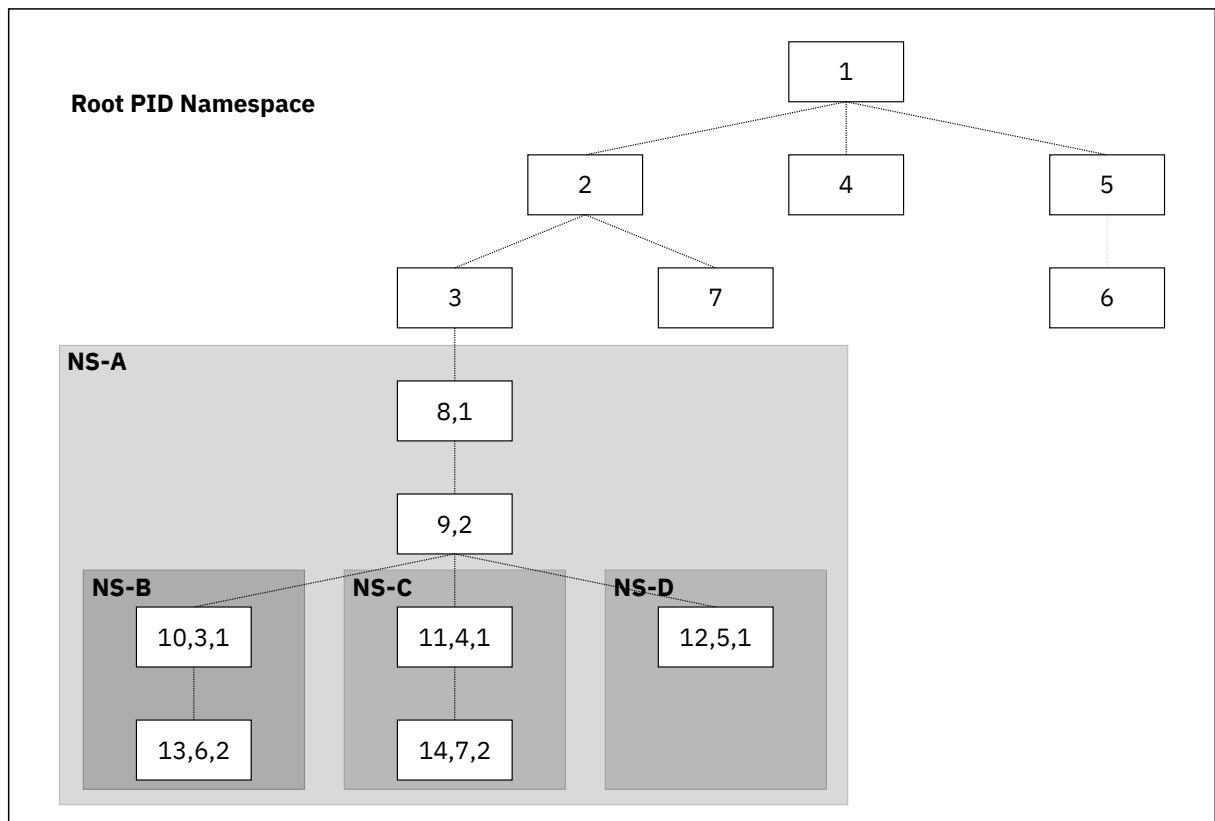 1
Root PID Namespace
2
4
5
3
7
6
NS-A
8,1
9,2
NS-B
NS-C
NS-D
10,3,1
11,4,1
12,5,1
13,6,2
14,7,2